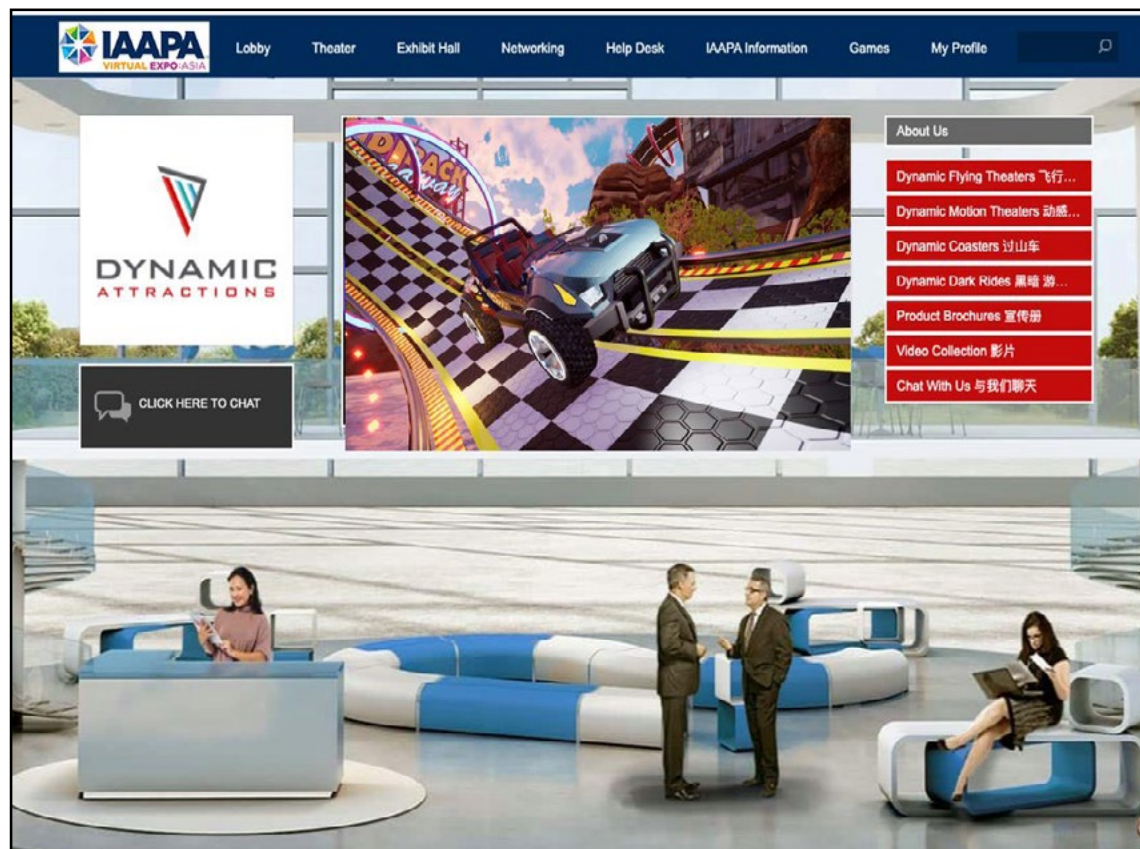 IAAPA
VIRTUAL EXPO:ASIA
Lobby
Theater
Exhibit Hall
Networking
Help Desk
IAAPA Information
Games
My Profile
DYNAMIC
ATTRACTIONS
CLICK HERE TO CHAT
About Us
Dynamic Flying Theaters 飞行...
Dynamic Motion Theaters 动感...
Dynamic Coasters 过山车
Dynamic Dark Rides 黑暗 游...
Product Brochures 宣传册
Video Collection 影片
Chat With Us 与我们聊天